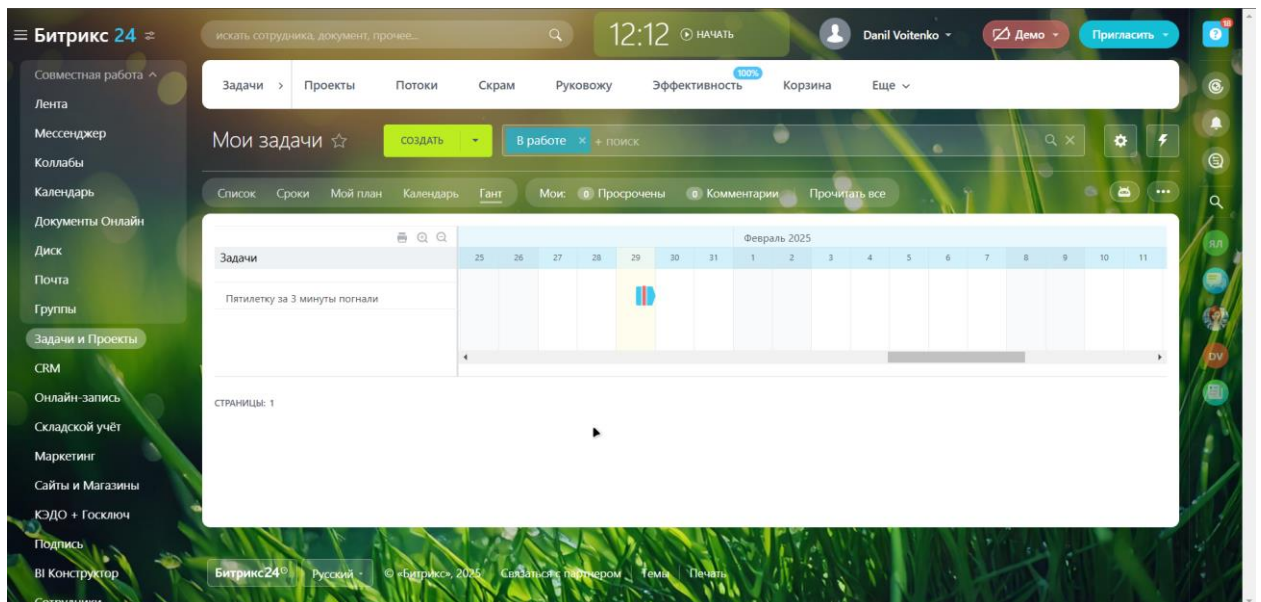 Битрикс 24
искать сотрудника, документ, прочее...
12:12 НАЧАТЬ
Danil Voitenko
Демо
Пригласить
18
Совместная работа
Лента
Мессенджер
Коллабы
Календарь
Документы Онлайн
Диск
Почта
Группы
Задачи и Проекты
CRM
Онлайн-запись
Складской учёт
Маркетинг
Сайты и Магазины
КЭДО + Госключ
Подпись
BI Конструктор
Сотрудники
Задачи Проекты Потоки Скрам Руковожу Эффективность 100% Корзина Еще
Мои задачи СОЗДАТЬ В работе × + поиск
Список Сроки Мой план Календарь Гант Мои: 0 Просрочены 0 Комментарии Прочитать все
Февраль 2025
Задачи 25 26 27 28 29 30 31 1 2 3 4 5 6 7 8 9 10 11
Пятилетку за 3 минуты погнали
СТРАНИЦЫ: 1
ЯЛ
DV
Битрикс24© Русский © «Битрикс», 2025 Связаться с партнером Темы Печать